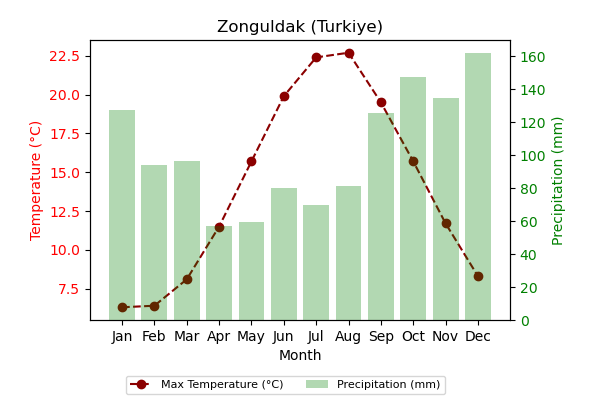 Zonguldak (Turkiye)
22.5
20.0
17.5
15.0
12.5
10.0
7.5
Temperature (°C)
160
140
120
100
80
60
40
20
0
Precipitation (mm)
Jan Feb Mar Apr May Jun Jul Aug Sep Oct Nov Dec
Month
Max Temperature (°C) Precipitation (mm)